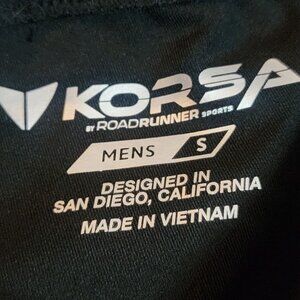 KORSA
BY ROADRUNNER SPORTS
MENS S
DESIGNED IN
SAN DIEGO, CALIFORNIA
MADE IN VIETNAM